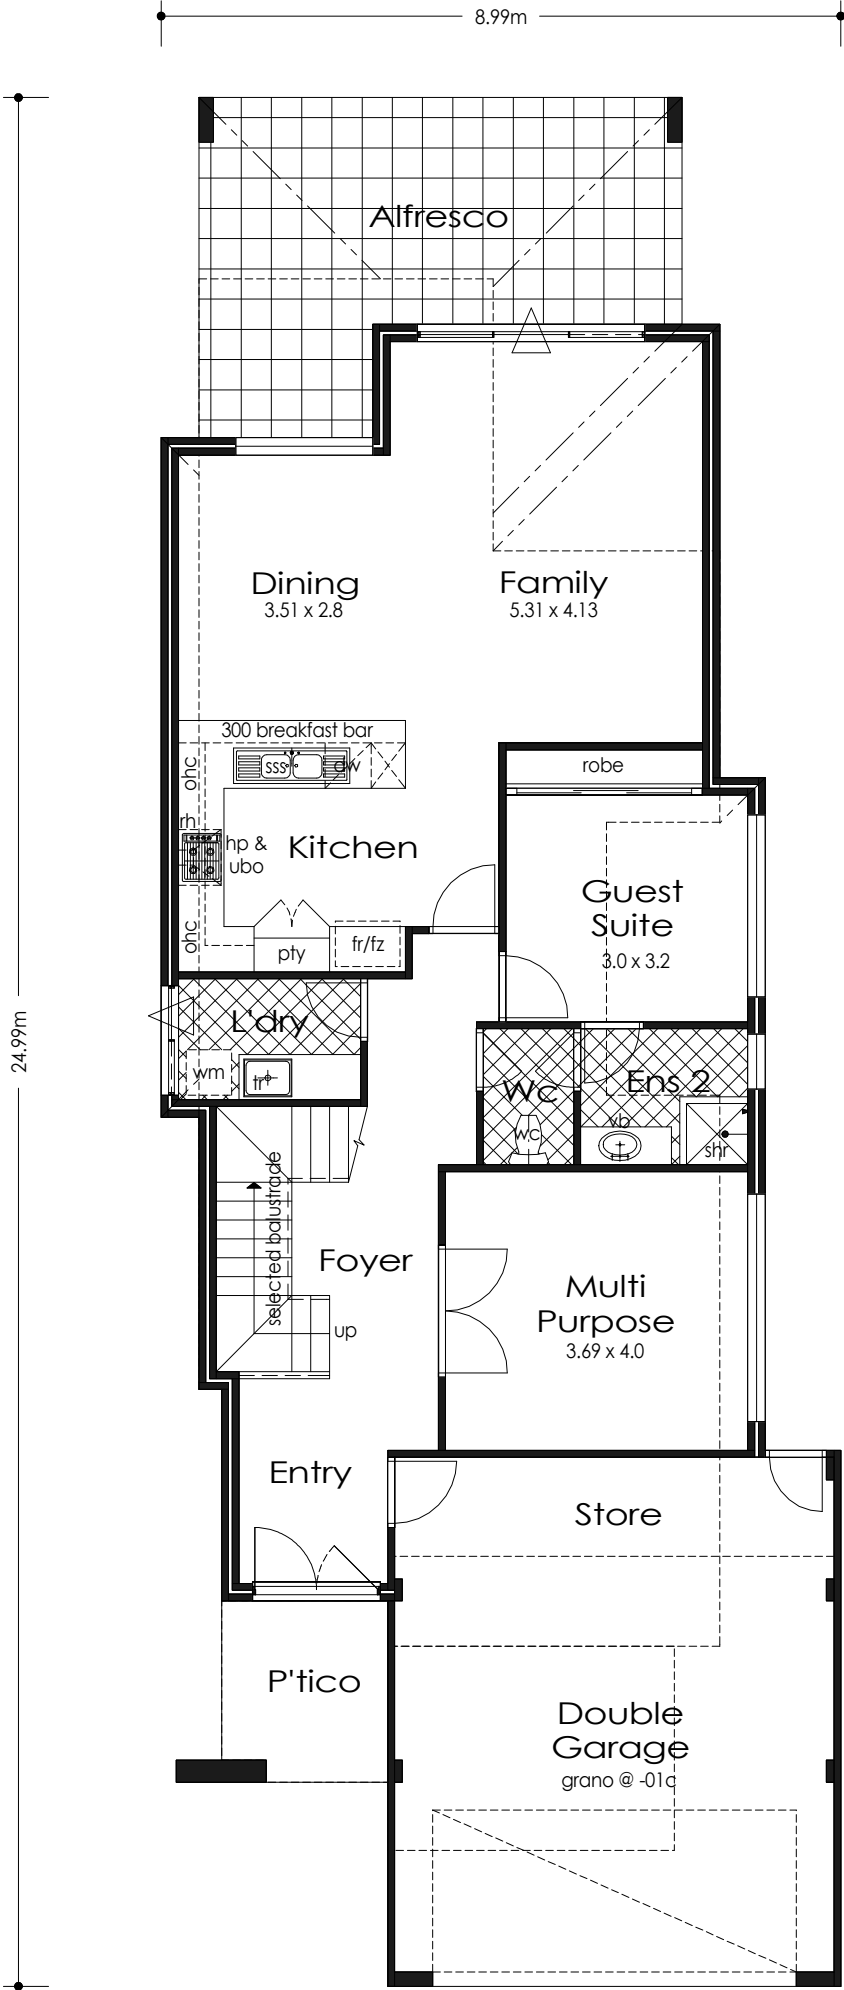 8.99m
24.99m
Alfresco
Dining
3.51 x 2.8
Family
5.31 x 4.13
300 breakfast bar
ohc
sss
dw
robe
rh
hp &
ubo
Kitchen
Guest
Suite
3.0 x 3.2
ohc
pty
fr/fz
L'dry
wm
tr
Wc
wc
Ens 2
vb
shr
selected balustrade
Foyer
up
Multi
Purpose
3.69 x 4.0
Entry
Store
P'tico
Double
Garage
grano @ -01c